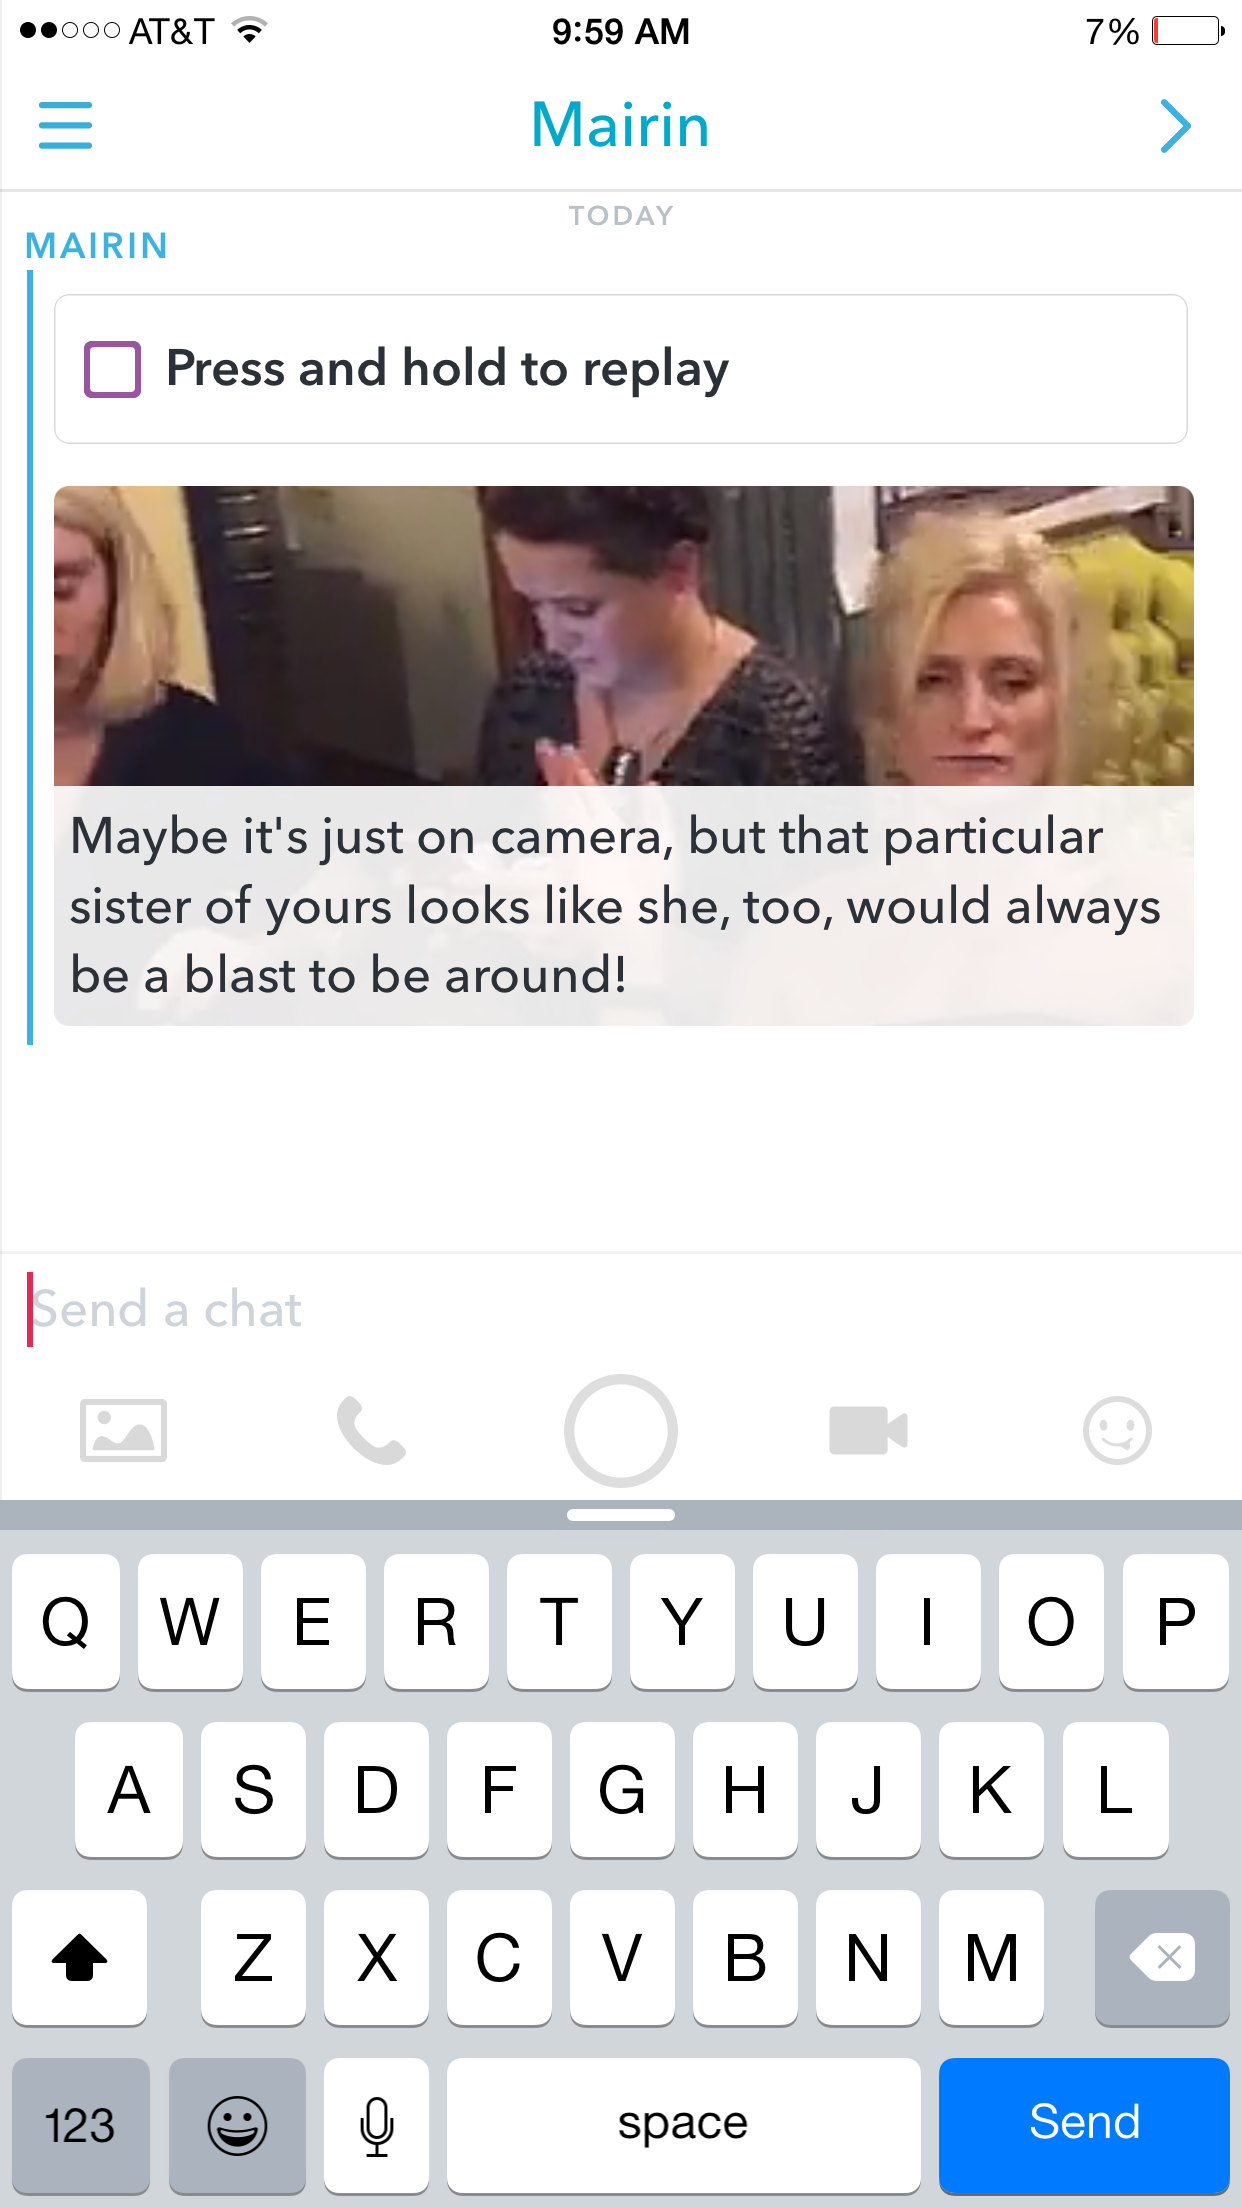 AT&T 9:59 AM 7%
Mairin
TODAY
MAIRIN
Press and hold to replay
Maybe it's just on camera, but that particular
sister of yours looks like she, too, would always
be a blast to be around!
Send a chat
Q W E R T Y U I O P
A S D F G H J K L
Z X C V B N M
123 space Send